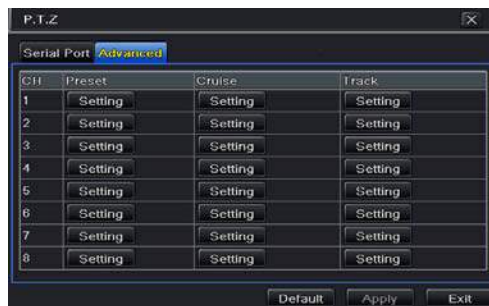 P.T.Z
Serial Port Advanced
CH Preset Cruise Track
1 Setting Setting Setting
2 Setting Setting Setting
3 Setting Setting Setting
4 Setting Setting Setting
5 Setting Setting Setting
6 Setting Setting Setting
7 Setting Setting Setting
8 Setting Setting Setting
Default Apply Exit